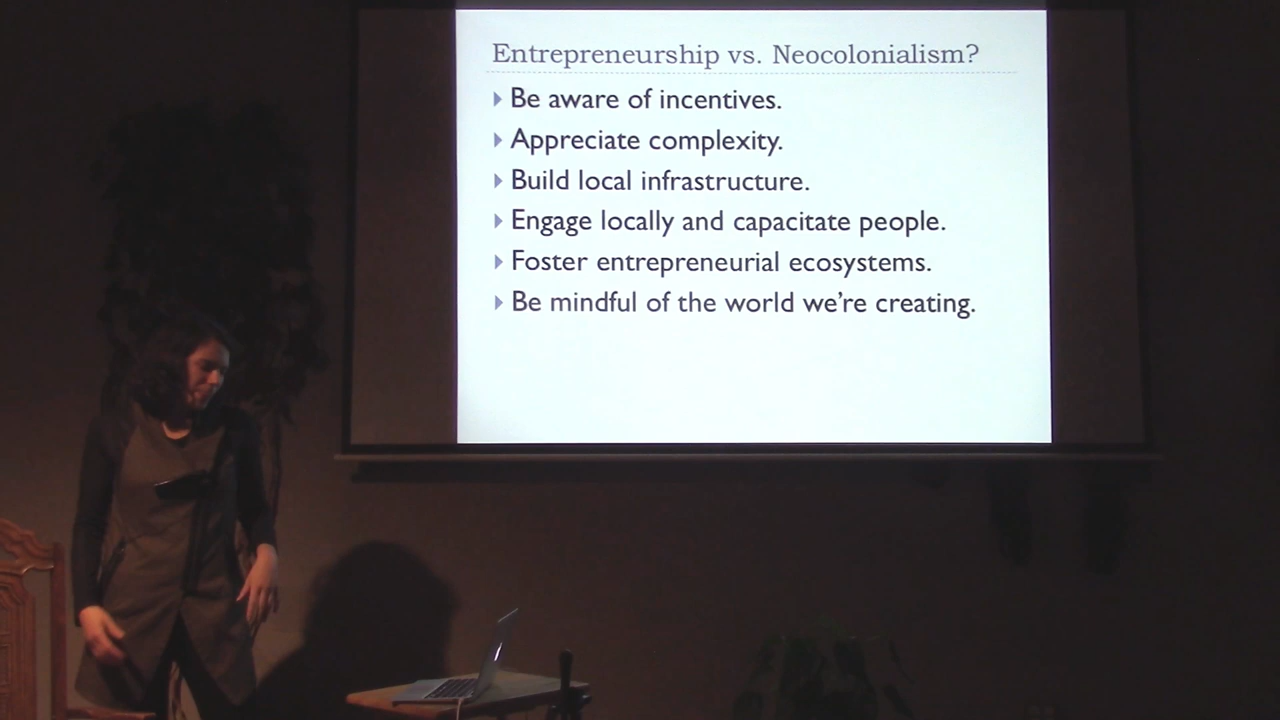 Entrepreneurship vs. Neocolonialism?
Be aware of incentives.
Appreciate complexity.
Build local infrastructure.
Engage locally and capacitate people.
Foster entrepreneurial ecosystems.
Be mindful of the world we're creating.